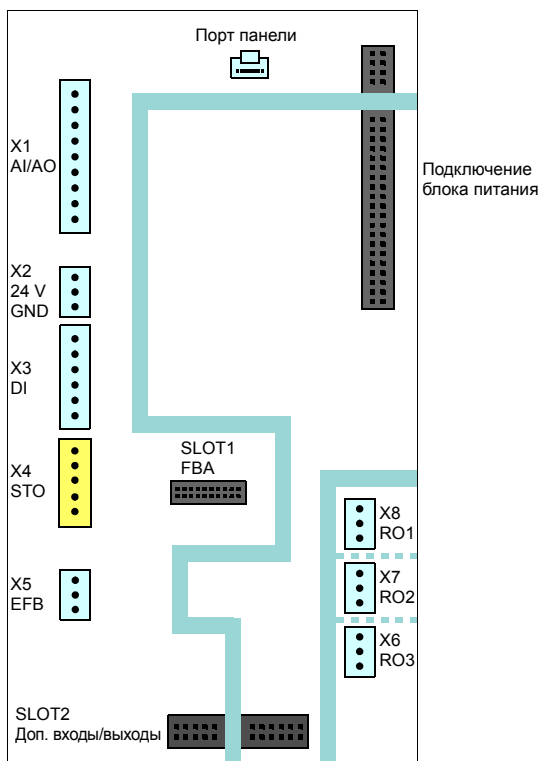 Порт панели
X1
AI/AO
Подключение
блока питания
X2
24 V
GND
X3
DI
SLOT1
FBA
X4
STO
X8
RO1
X7
RO2
X5
EFB
X6
RO3
SLOT2
Доп. входы/выходы